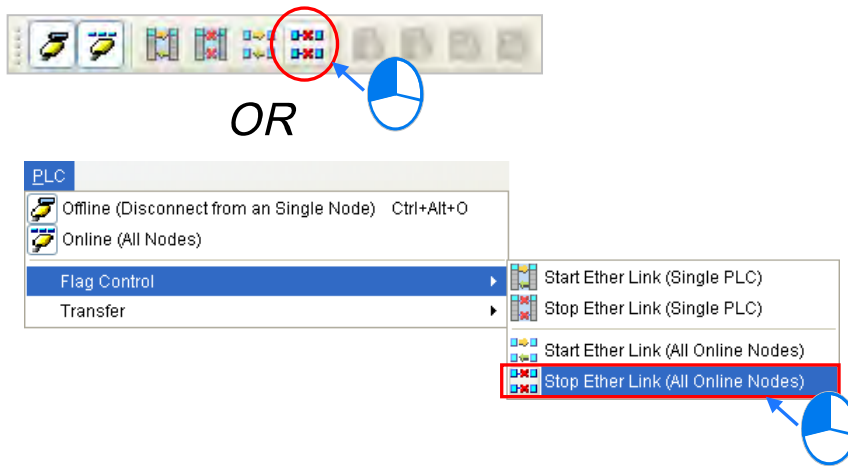 OR
PLC
Offline (Disconnect from an Single Node) Ctrl+Alt+O
Online (All Nodes)
Flag Control
Transfer
Start Ether Link (Single PLC)
Stop Ether Link (Single PLC)
Start Ether Link (All Online Nodes)
Stop Ether Link (All Online Nodes)